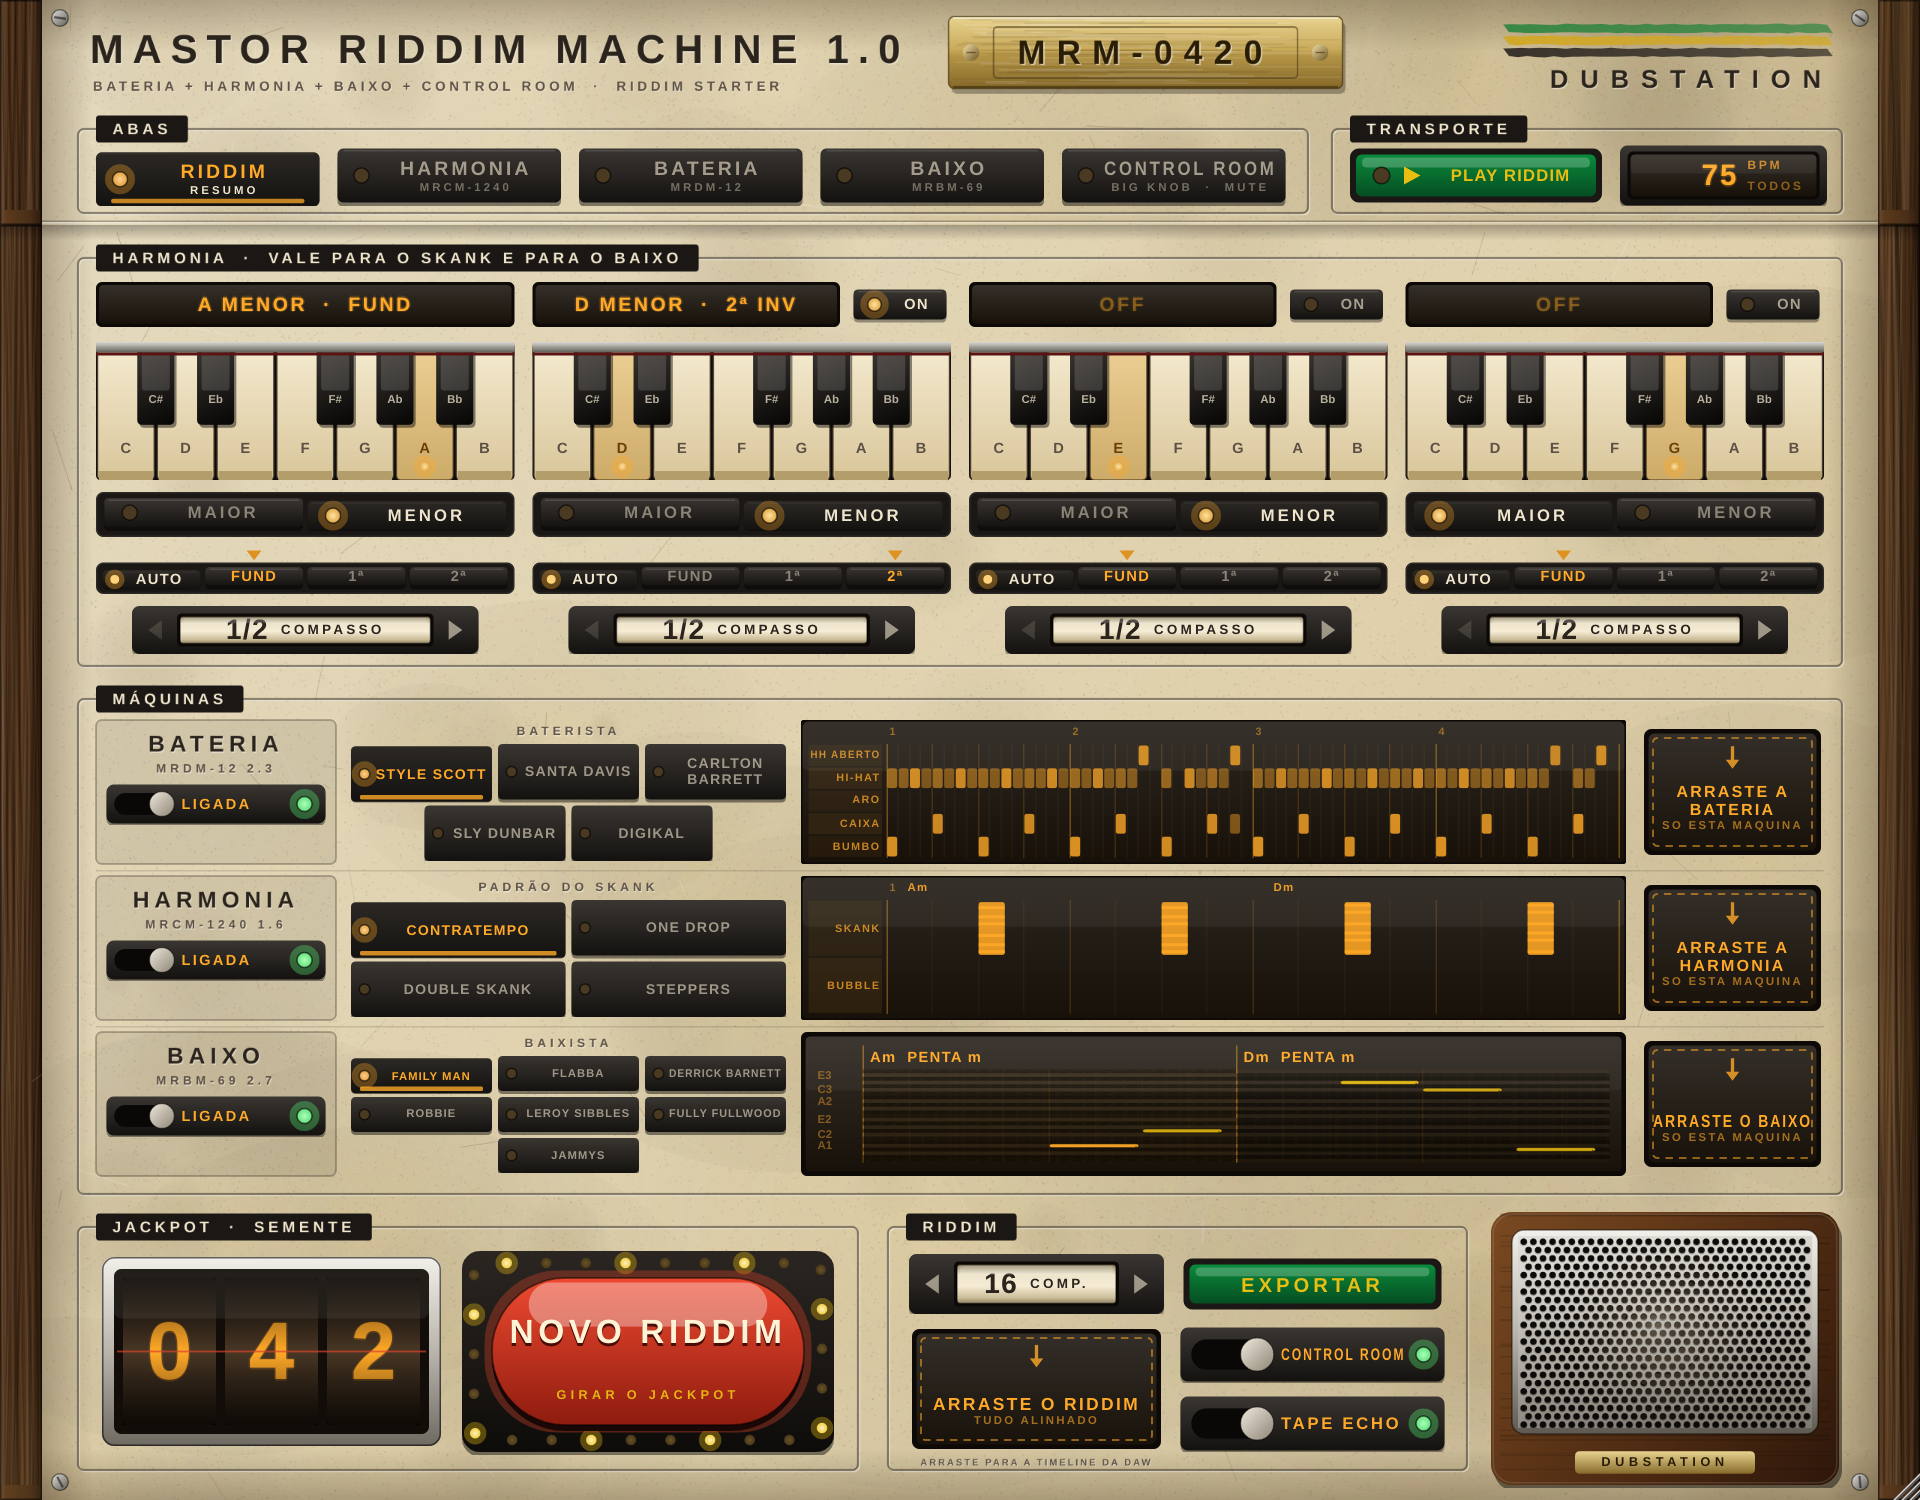 MASTOR RIDDIM MACHINE 1.0
BATERIA + HARMONIA + BAIXO + CONTROL ROOM · RIDDIM STARTER
MRM-0420
DUBSTATION
ABAS
RIDDIM
RESUMO
HARMONIA
MRCM-1240
BATERIA
MRDM-12
BAIXO
MRBM-69
CONTROL ROOM
BIG KNOB · MUTE
TRANSPORTE
PLAY RIDDIM
75 BPM
TODOS
HARMONIA · VALE PARA O SKANK E PARA O BAIXO
A MENOR · FUND
D MENOR · 2ª INV
ON
OFF
ON
OFF
ON
C# Eb F# Ab Bb
C D E F G A B
C# Eb F# Ab Bb
C D E F G A B
C# Eb F# Ab Bb
C D E F G A B
C# Eb F# Ab Bb
C D E F G A B
MAIOR MENOR
MAIOR MENOR
MAIOR MENOR
MAIOR MENOR
AUTO FUND 1ª 2ª
AUTO FUND 1ª 2ª
AUTO FUND 1ª 2ª
AUTO FUND 1ª 2ª
1/2 COMPASSO
1/2 COMPASSO
1/2 COMPASSO
1/2 COMPASSO
MÁQUINAS
BATERIA
MRDM-12 2.3
LIGADA
BATERISTA
STYLE SCOTT
SANTA DAVIS
CARLTON
BARRETT
SLY DUNBAR
DIGIKAL
1 2 3 4
HH ABERTO
HI-HAT
ARO
CAIXA
BUMBO
ARRASTE A
BATERIA
SO ESTA MAQUINA
HARMONIA
MRCM-1240 1.6
LIGADA
PADRÃO DO SKANK
CONTRATEMPO
ONE DROP
DOUBLE SKANK
STEPPERS
1 Am Dm
SKANK
BUBBLE
ARRASTE A
HARMONIA
SO ESTA MAQUINA
BAIXO
MRBM-69 2.7
LIGADA
BAIXISTA
FAMILY MAN
FLABBA
DERRICK BARNETT
ROBBIE
LEROY SIBBLES
FULLY FULLWOOD
JAMMYS
Am PENTA m
Dm PENTA m
E3
C3
A2
E2
C2
A1
ARRASTE O BAIXO
SO ESTA MAQUINA
JACKPOT · SEMENTE
0 4 2
NOVO RIDDIM
GIRAR O JACKPOT
RIDDIM
16 COMP.
EXPORTAR
ARRASTE O RIDDIM
TUDO ALINHADO
ARRASTE PARA A TIMELINE DA DAW
CONTROL ROOM
TAPE ECHO
DUBSTATION